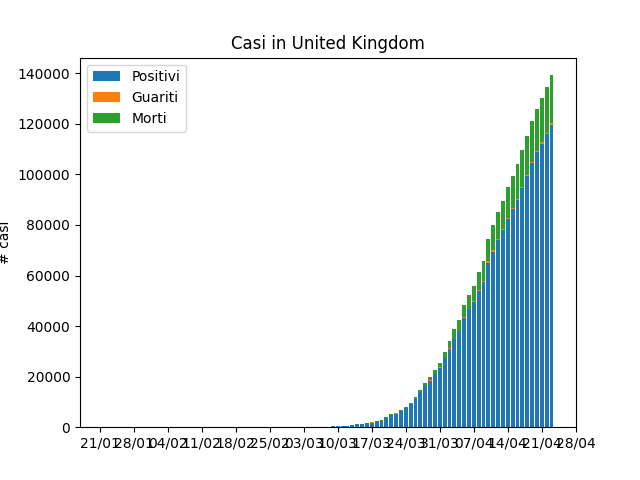 Casi in United Kingdom
Positivi
Guariti
Morti
# casi
140000
120000
100000
80000
60000
40000
20000
0
21/01 28/01 04/02 11/02 18/02 25/02 03/03 10/03 17/03 24/03 31/03 07/04 14/04 21/04 28/04